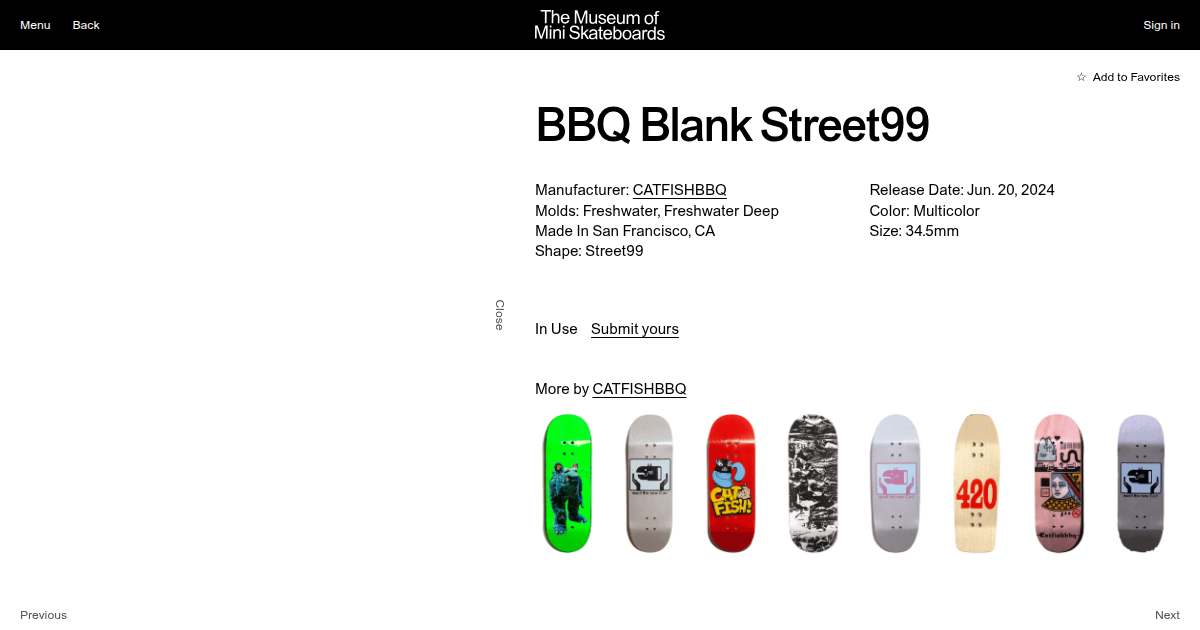 Menu
Back
The Museum of
Mini Skateboards
Sign in
☆ Add to Favorites
BBQ Blank Street99
Manufacturer: CATFISHBBQ
Molds: Freshwater, Freshwater Deep
Made In San Francisco, CA
Shape: Street99
Release Date: Jun. 20, 2024
Color: Multicolor
Size: 34.5mm
Close
In Use
Submit yours
More by CATFISHBBQ
CAT
FISH!
420
Catfishbbq
Previous
Next